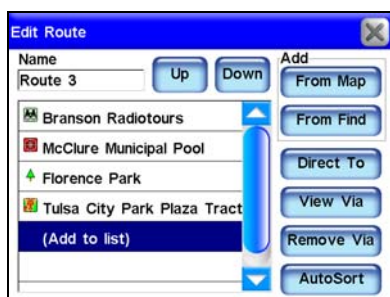 Edit Route
Name
Route 3
Up
Down
Add
From Map
From Find
Branson Radiotours
McClure Municipal Pool
Florence Park
Tulsa City Park Plaza Tract
(Add to list)
Direct To
View Via
Remove Via
AutoSort